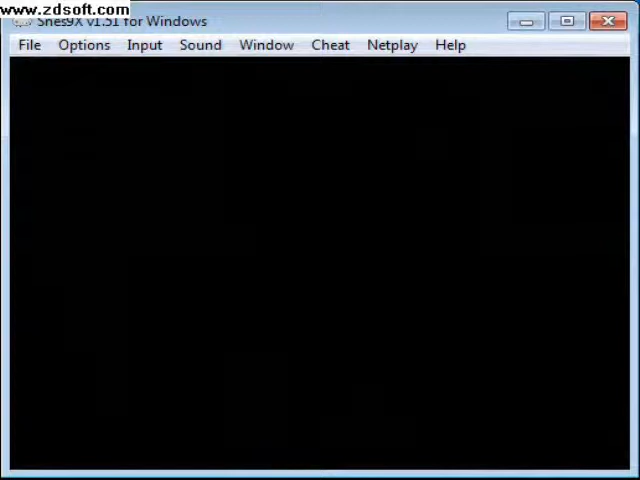 www.zdsoft.com
Snes9X v1.51 for Windows
File Options Input Sound Window Cheat Netplay Help